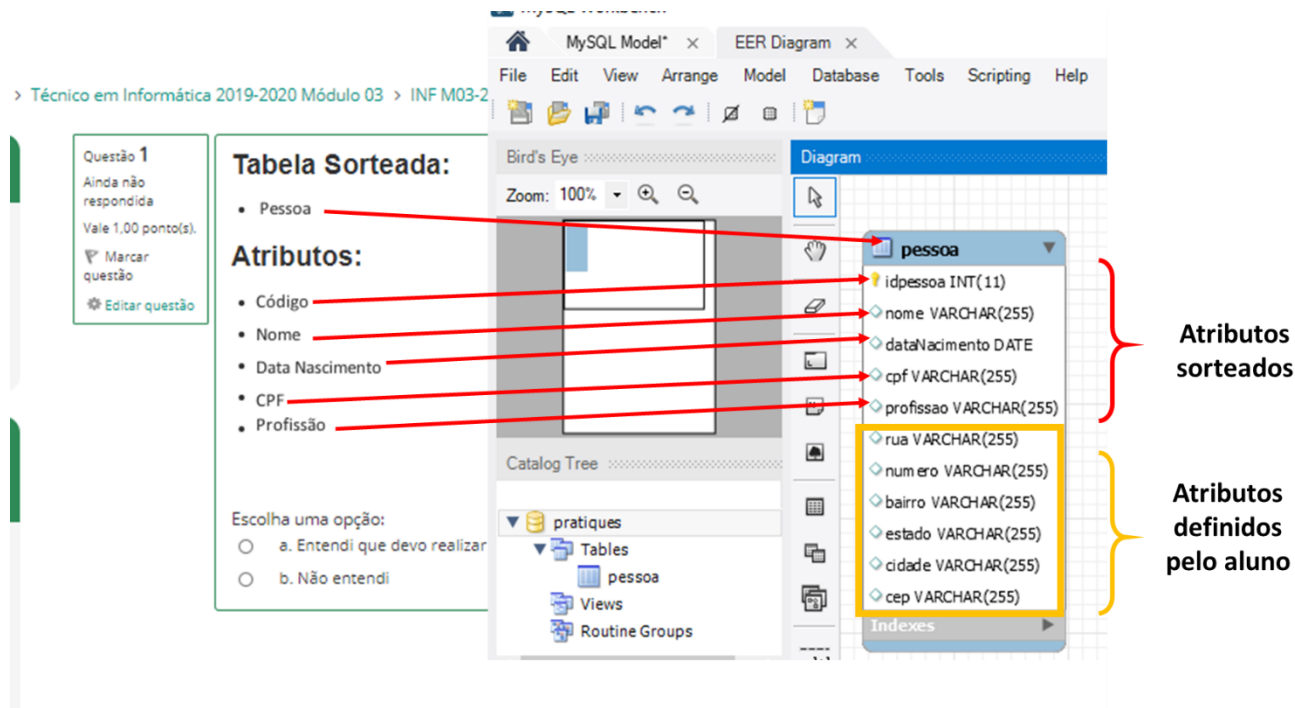 MySQL Model*
EER Diagram
File Edit View Arrange Model Database Tools Scripting Help
> Técnico em Informática 2019-2020 Módulo 03 > INF M03-2
Questão 1
Ainda não
respondida
Vale 1,00 ponto(s).
Marcar
questão
Editar questão
Tabela Sorteada:
• Pessoa
Atributos:
• Código
• Nome
• Data Nascimento
• CPF
• Profissão
Escolha uma opção:
a. Entendi que devo realizar
b. Não entendi
Bird's Eye
Zoom: 100%
Catalog Tree
pratiques
Tables
pessoa
Views
Routine Groups
Diagram
pessoa
idpessoa INT(11)
nome VARCHAR(255)
dataNacimento DATE
cpf VARCHAR(255)
profissao VARCHAR(255)
rua VARCHAR(255)
numero VARCHAR(255)
bairro VARCHAR(255)
estado VARCHAR(255)
cidade VARCHAR(255)
cep VARCHAR(255)
Indexes
Atributos
sorteados
Atributos
definidos
pelo aluno